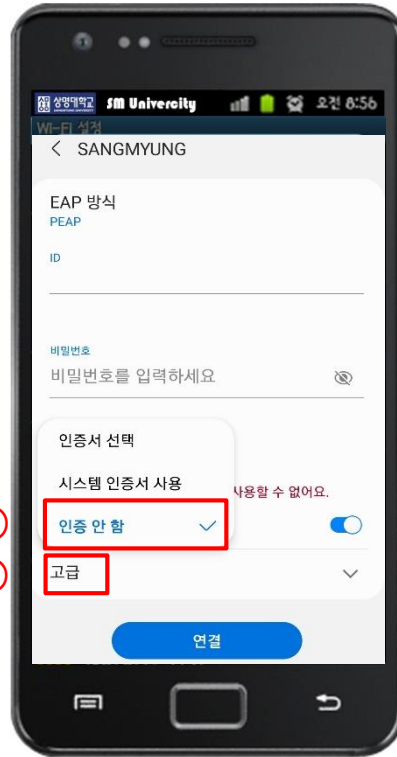 상명대학교 SM Univercity 오전 8:56
Wi-Fi 설정
< SANGMYUNG
EAP 방식
PEAP
ID
비밀번호
비밀번호를 입력하세요
인증서 선택
시스템 인증서 사용
사용할 수 없어요.
인증 안 함
고급
연결